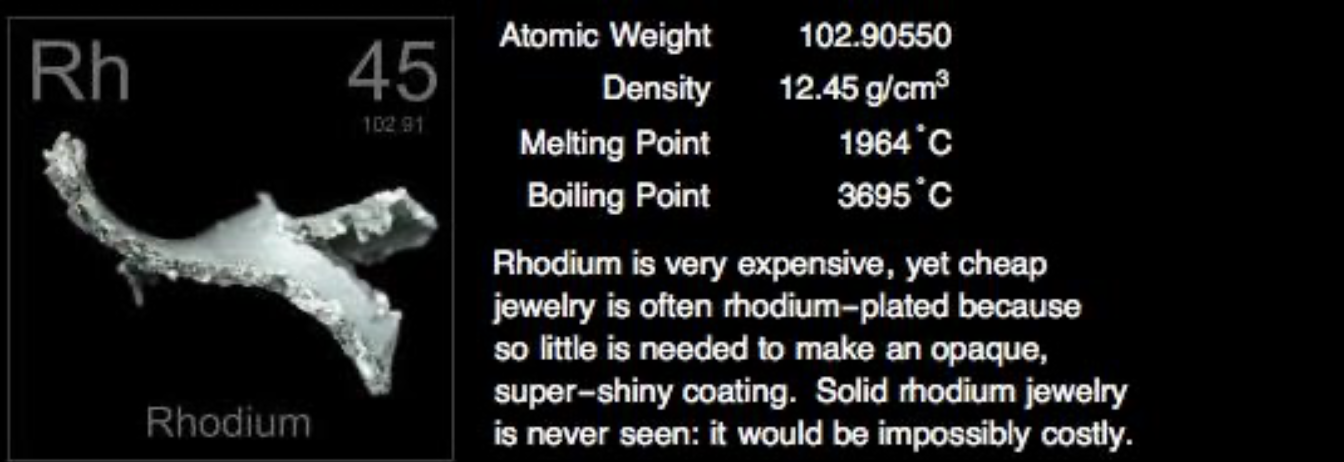 Rh 45
102.91
Rhodium
Atomic Weight 102.90550
Density 12.45 g/cm³
Melting Point 1964˚C
Boiling Point 3695˚C
Rhodium is very expensive, yet cheap
jewelry is often rhodium–plated because
so little is needed to make an opaque,
super–shiny coating.  Solid rhodium jewelry
is never seen: it would be impossibly costly.